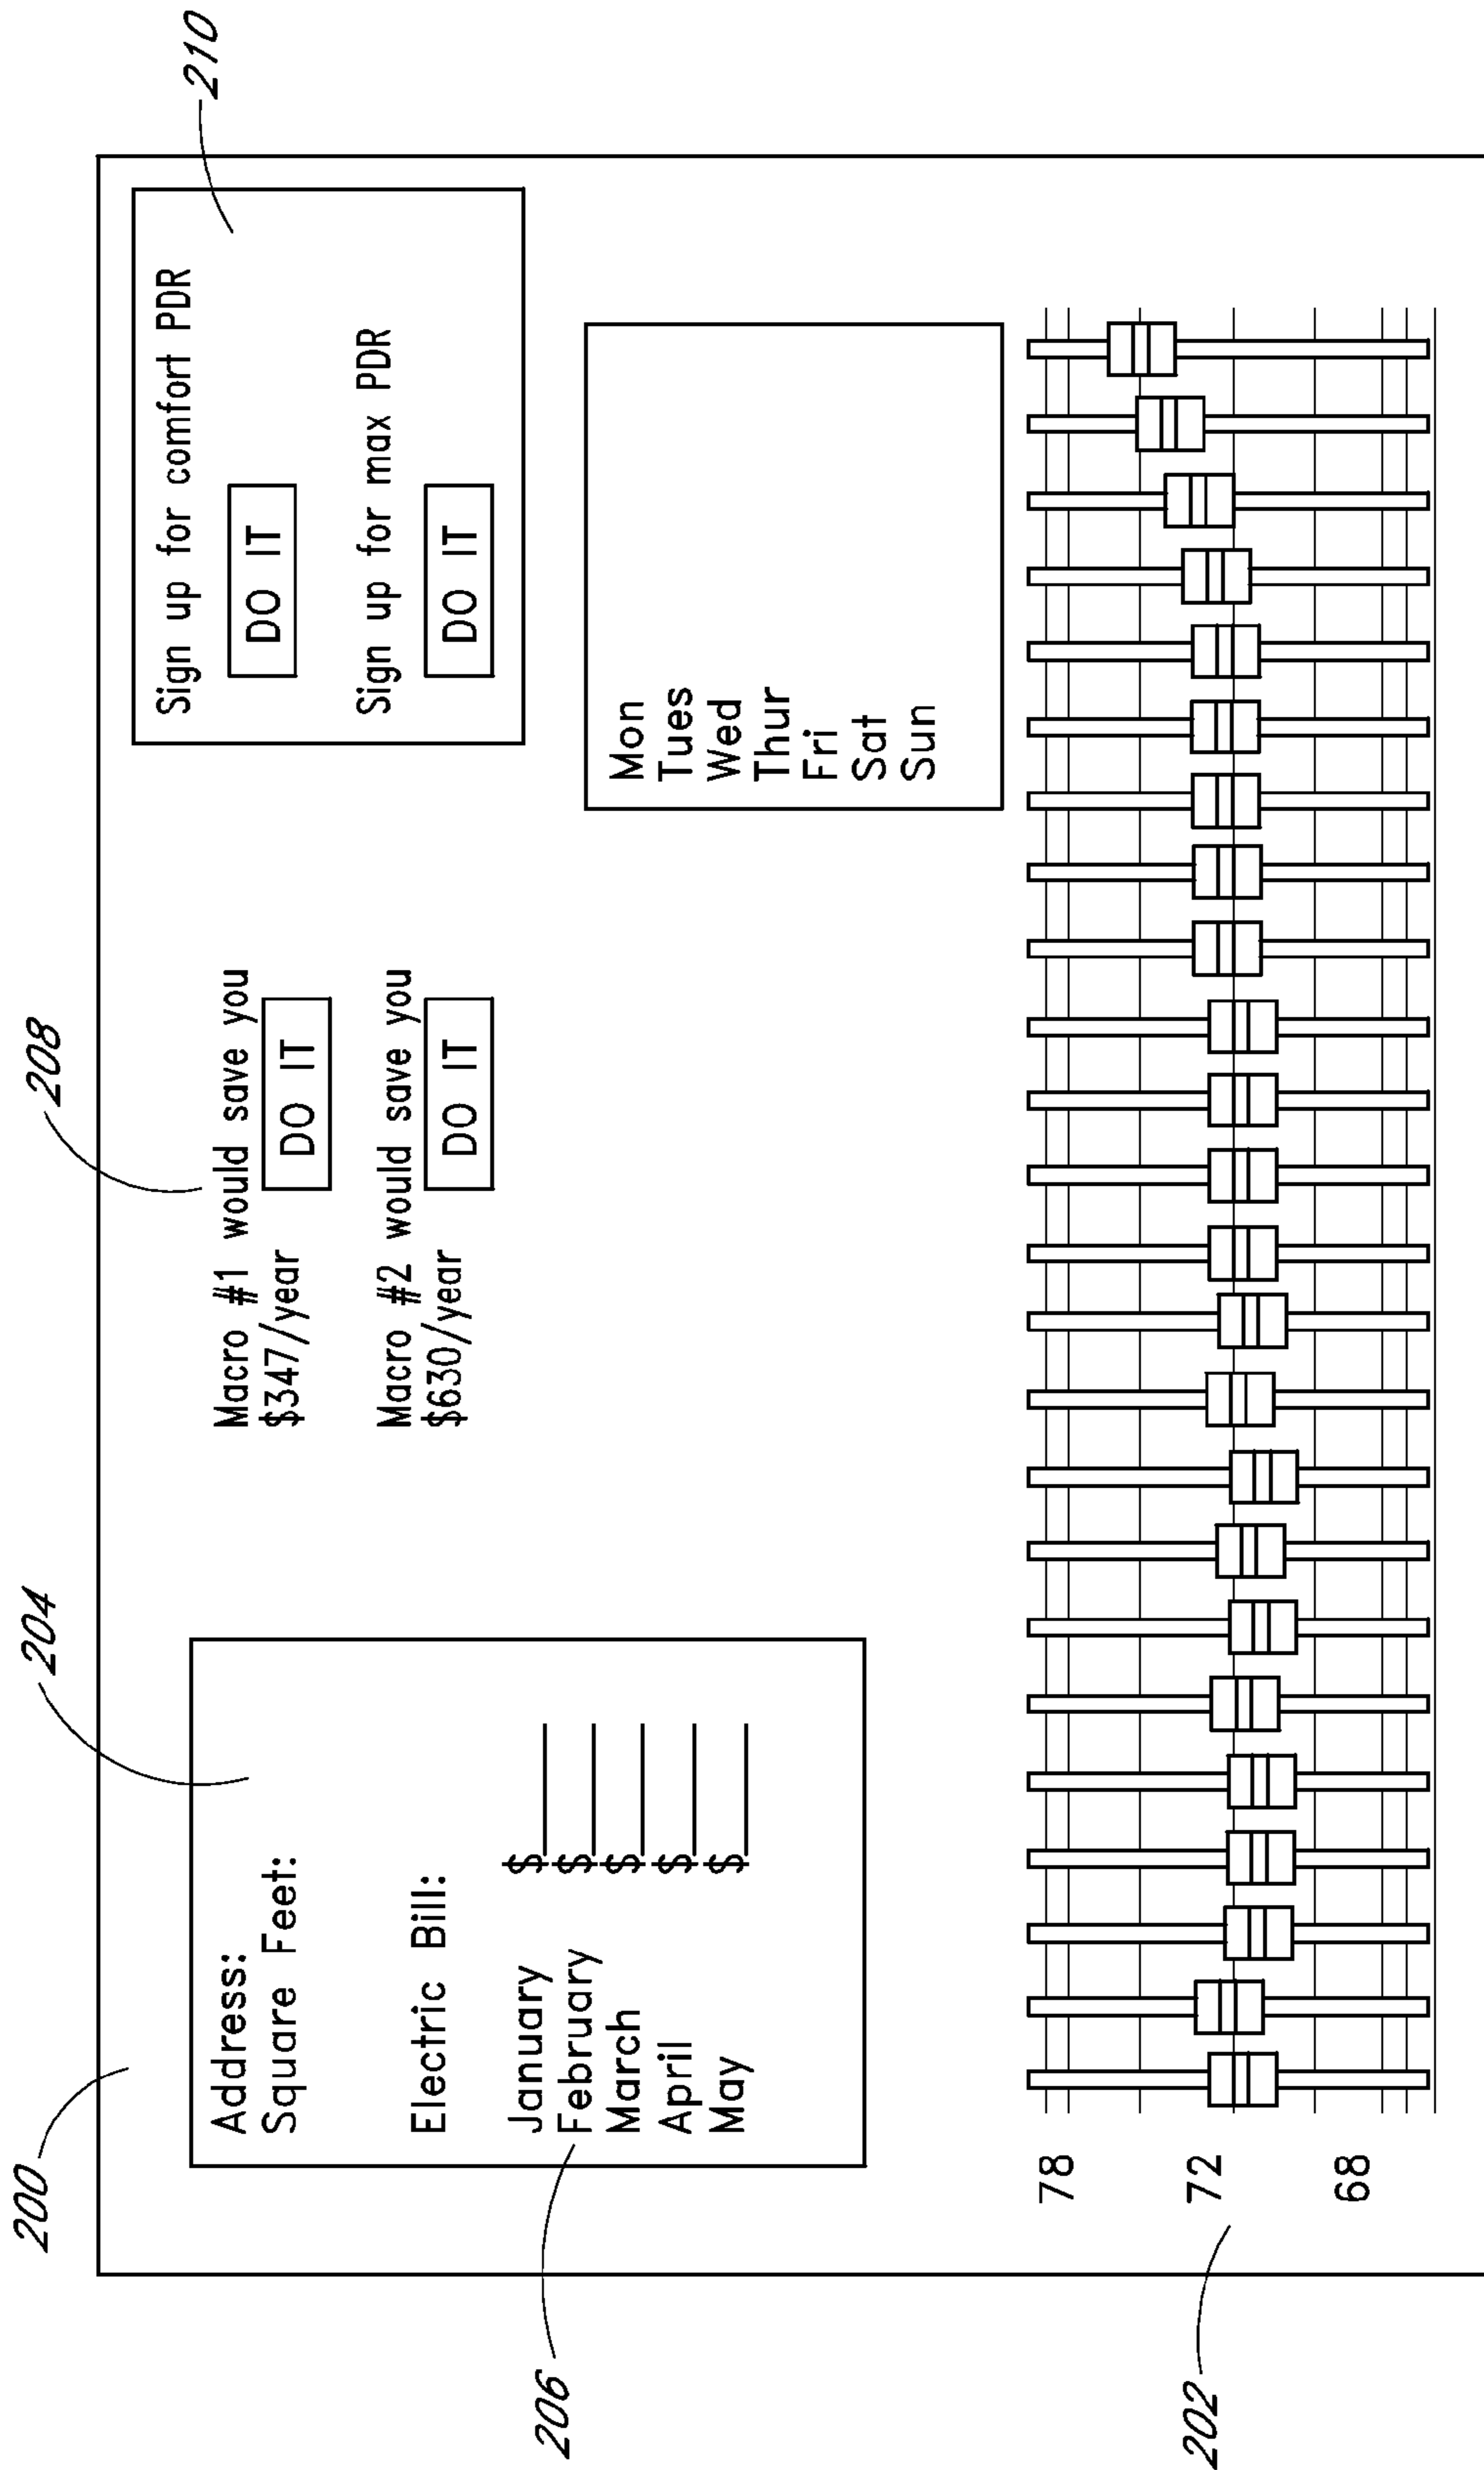 200
204
208
210
Address:
Square Feet:
Electric Bill:
January $
February $
March $
April $
May $
206
Macro #1 would save you
$347/year
DO IT
Macro #2 would save you
$630/year
DO IT
Sign up for comfort PDR
DO IT
Sign up for max PDR
DO IT
Mon
Tues
Wed
Thur
Fri
Sat
Sun
78
72
68
202